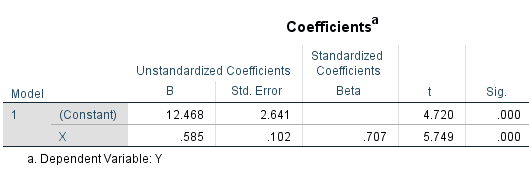 Coefficientsa
Unstandardized Coefficients Standardized Coefficients
Model B Std. Error Beta t Sig.
1 (Constant) 12.468 2.641 4.720 .000
X .585 .102 .707 5.749 .000
a. Dependent Variable: Y